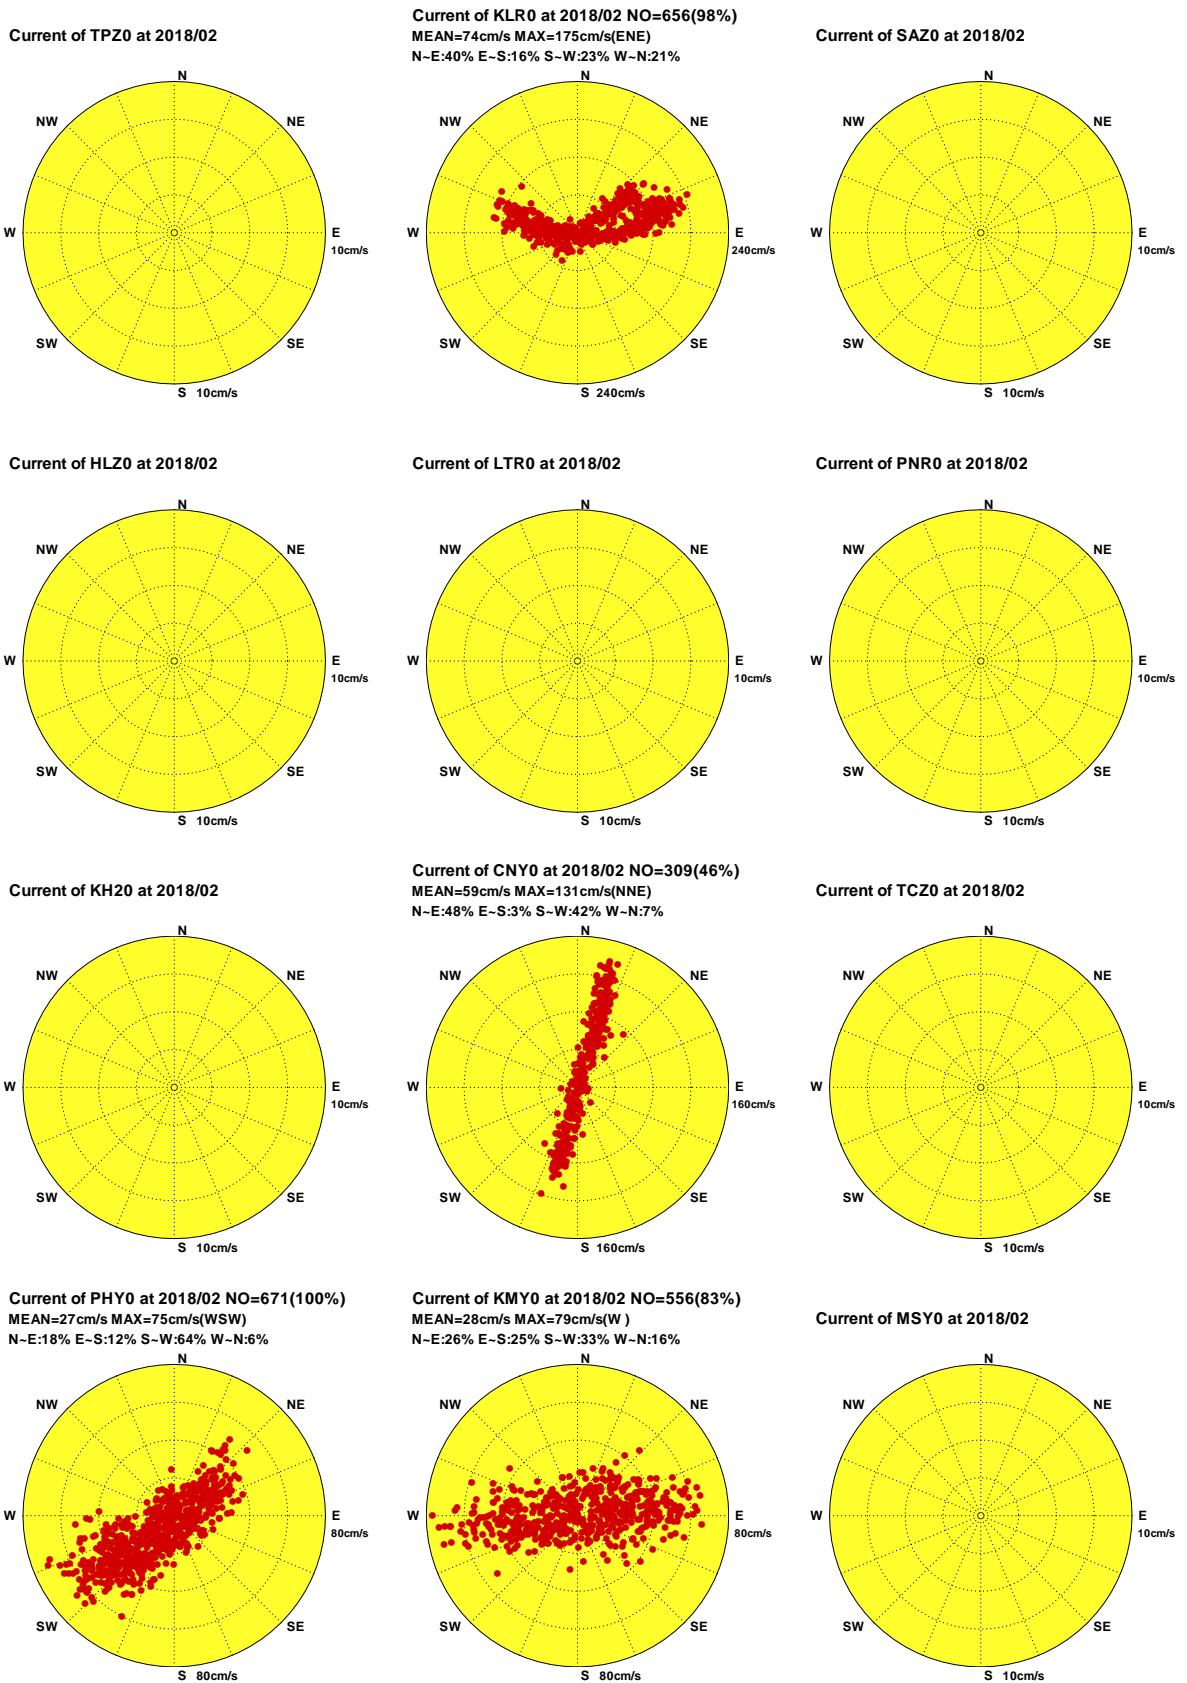 Current of TPZ0 at 2018/02
N
NW
NE
W
E
10cm/s
SW
SE
S 10cm/s
Current of KLR0 at 2018/02 NO=656(98%)
MEAN=74cm/s MAX=175cm/s(ENE)
N~E:40% E~S:16% S~W:23% W~N:21%
N
NW
NE
W
E
240cm/s
SW
SE
S 240cm/s
Current of SAZ0 at 2018/02
N
NW
NE
W
E
10cm/s
SW
SE
S 10cm/s
Current of HLZ0 at 2018/02
N
NW
NE
W
E
10cm/s
SW
SE
S 10cm/s
Current of LTR0 at 2018/02
N
NW
NE
W
E
10cm/s
SW
SE
S 10cm/s
Current of PNR0 at 2018/02
N
NW
NE
W
E
10cm/s
SW
SE
S 10cm/s
Current of KH20 at 2018/02
N
NW
NE
W
E
10cm/s
SW
SE
S 10cm/s
Current of CNY0 at 2018/02 NO=309(46%)
MEAN=59cm/s MAX=131cm/s(NNE)
N~E:48% E~S:3% S~W:42% W~N:7%
N
NW
NE
W
E
160cm/s
SW
SE
S 160cm/s
Current of TCZ0 at 2018/02
N
NW
NE
W
E
10cm/s
SW
SE
S 10cm/s
Current of PHY0 at 2018/02 NO=671(100%)
MEAN=27cm/s MAX=75cm/s(WSW)
N~E:18% E~S:12% S~W:64% W~N:6%
N
NW
NE
W
E
80cm/s
SW
SE
S 80cm/s
Current of KMY0 at 2018/02 NO=556(83%)
MEAN=28cm/s MAX=79cm/s(W )
N~E:26% E~S:25% S~W:33% W~N:16%
N
NW
NE
W
E
80cm/s
SW
SE
S 80cm/s
Current of MSY0 at 2018/02
N
NW
NE
W
E
10cm/s
SW
SE
S 10cm/s